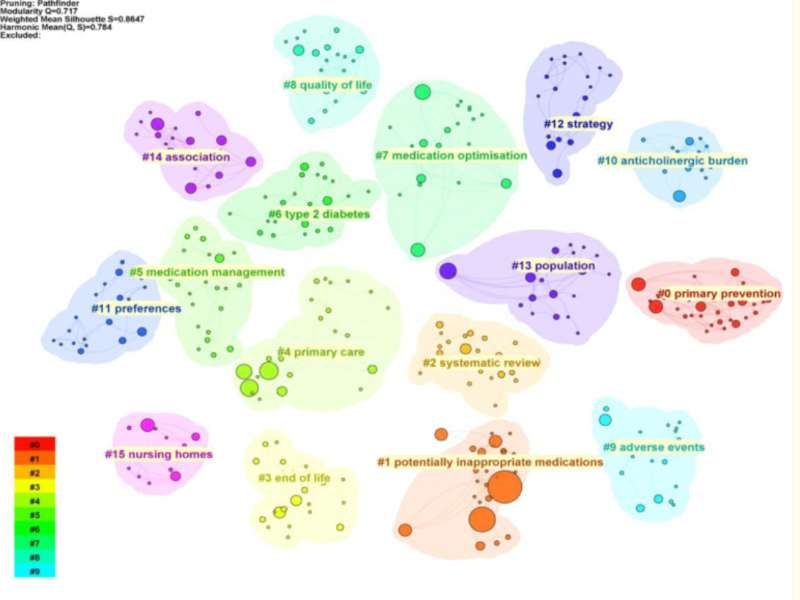 Pruning: Pathfinder
Modularity Q=0.717
Weighted Mean Silhouette S=0.8647
Harmonic Mean(Q, S)=0.784
Excluded:
#8 quality of life
#12 strategy
#14 association
#7 medication optimisation
#10 anticholinergic burden
#6 type 2 diabetes
#5 medication management
#13 population
#11 preferences
#0 primary prevention
#4 primary care
#2 systematic review
#15 nursing homes
#9 adverse events
#1 potentially inappropriate medications
#3 end of life
#0
#1
#2
#3
#4
#5
#6
#7
#8
#9